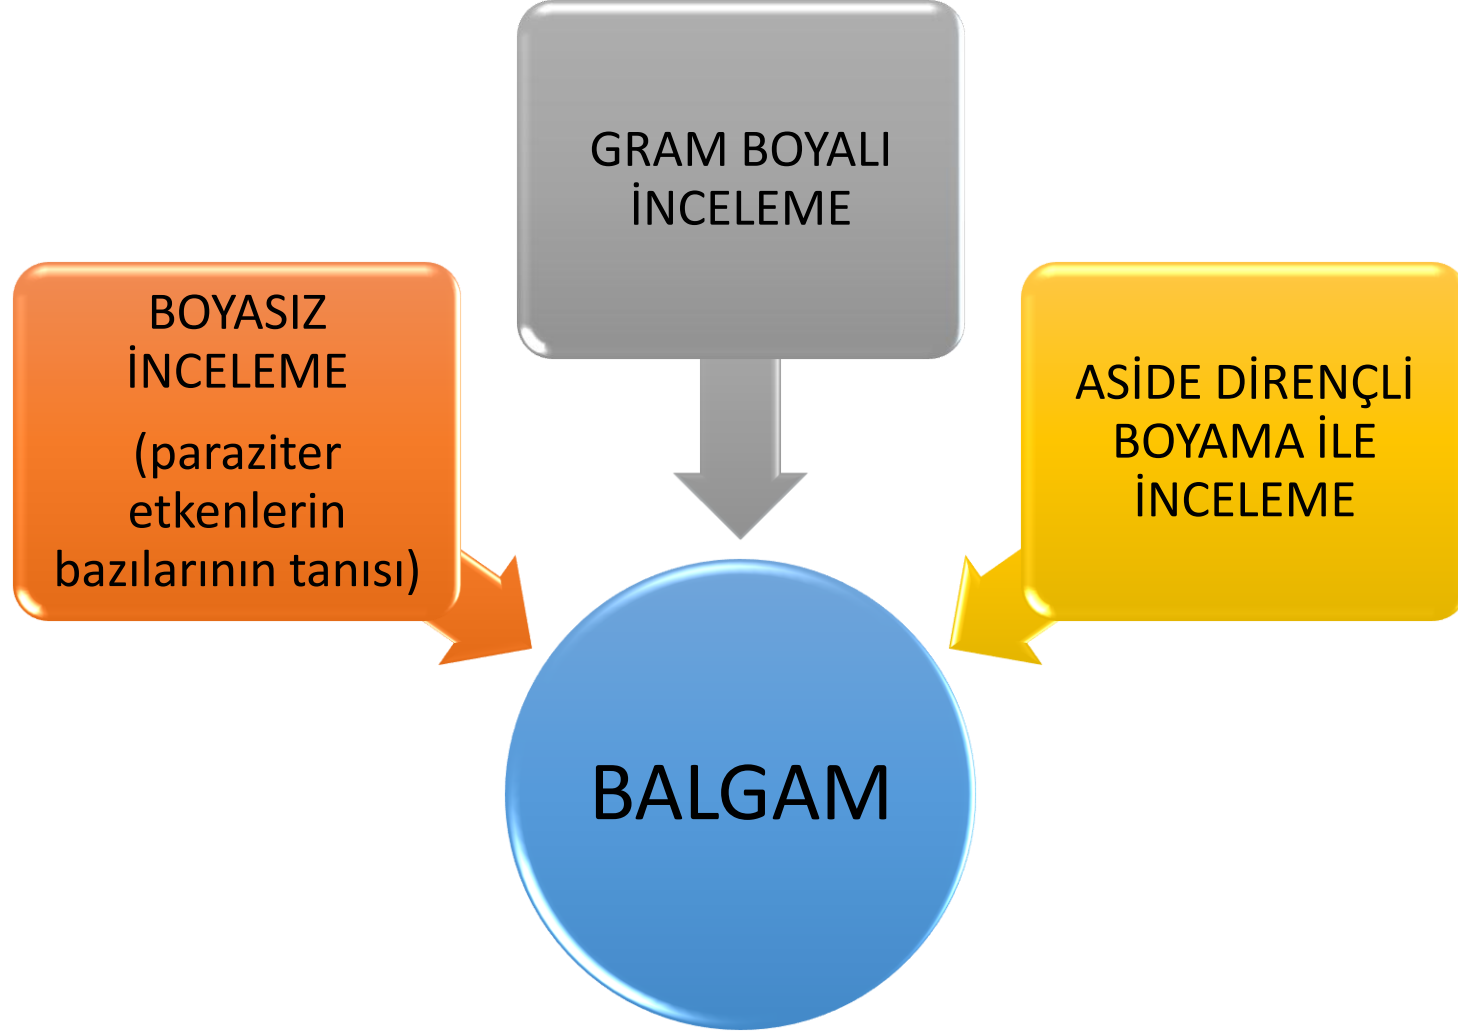 GRAM BOYALI
İNCELEME
BOYASIZ
İNCELEME
(paraziter
etkenlerin
bazılarının tanısı)
ASİDE DİRENÇLİ
BOYAMA İLE
İNCELEME
BALGAM